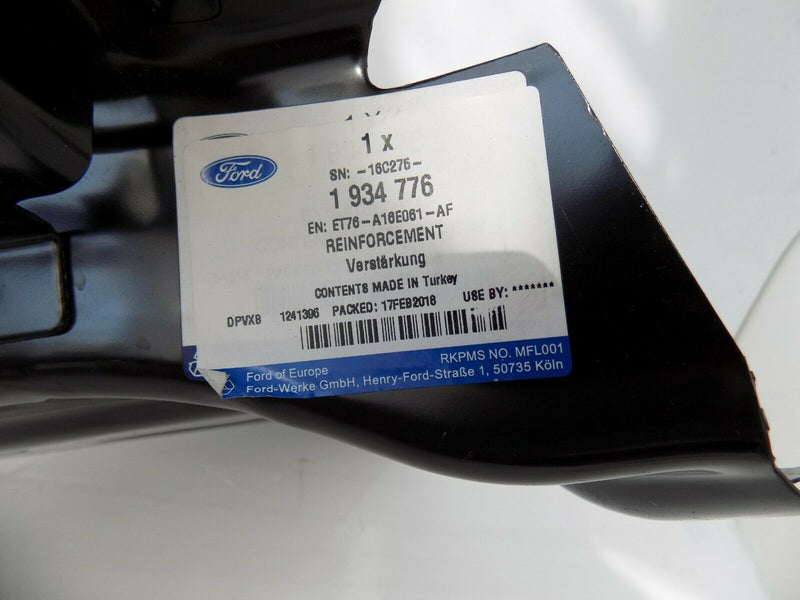 1 x
Ford
SN: -16C276-
1 934 776
EN: ET76-A16E061-AF
REINFORCEMENT
Verstärkung
CONTENTS MADE IN Turkey
DPVXB 1241396 PACKED: 17FEB2018 USE BY: *******
RKPMS NO. MFL001
Ford of Europe
Ford-Werke GmbH, Henry-Ford-Straße 1, 50735 Köln